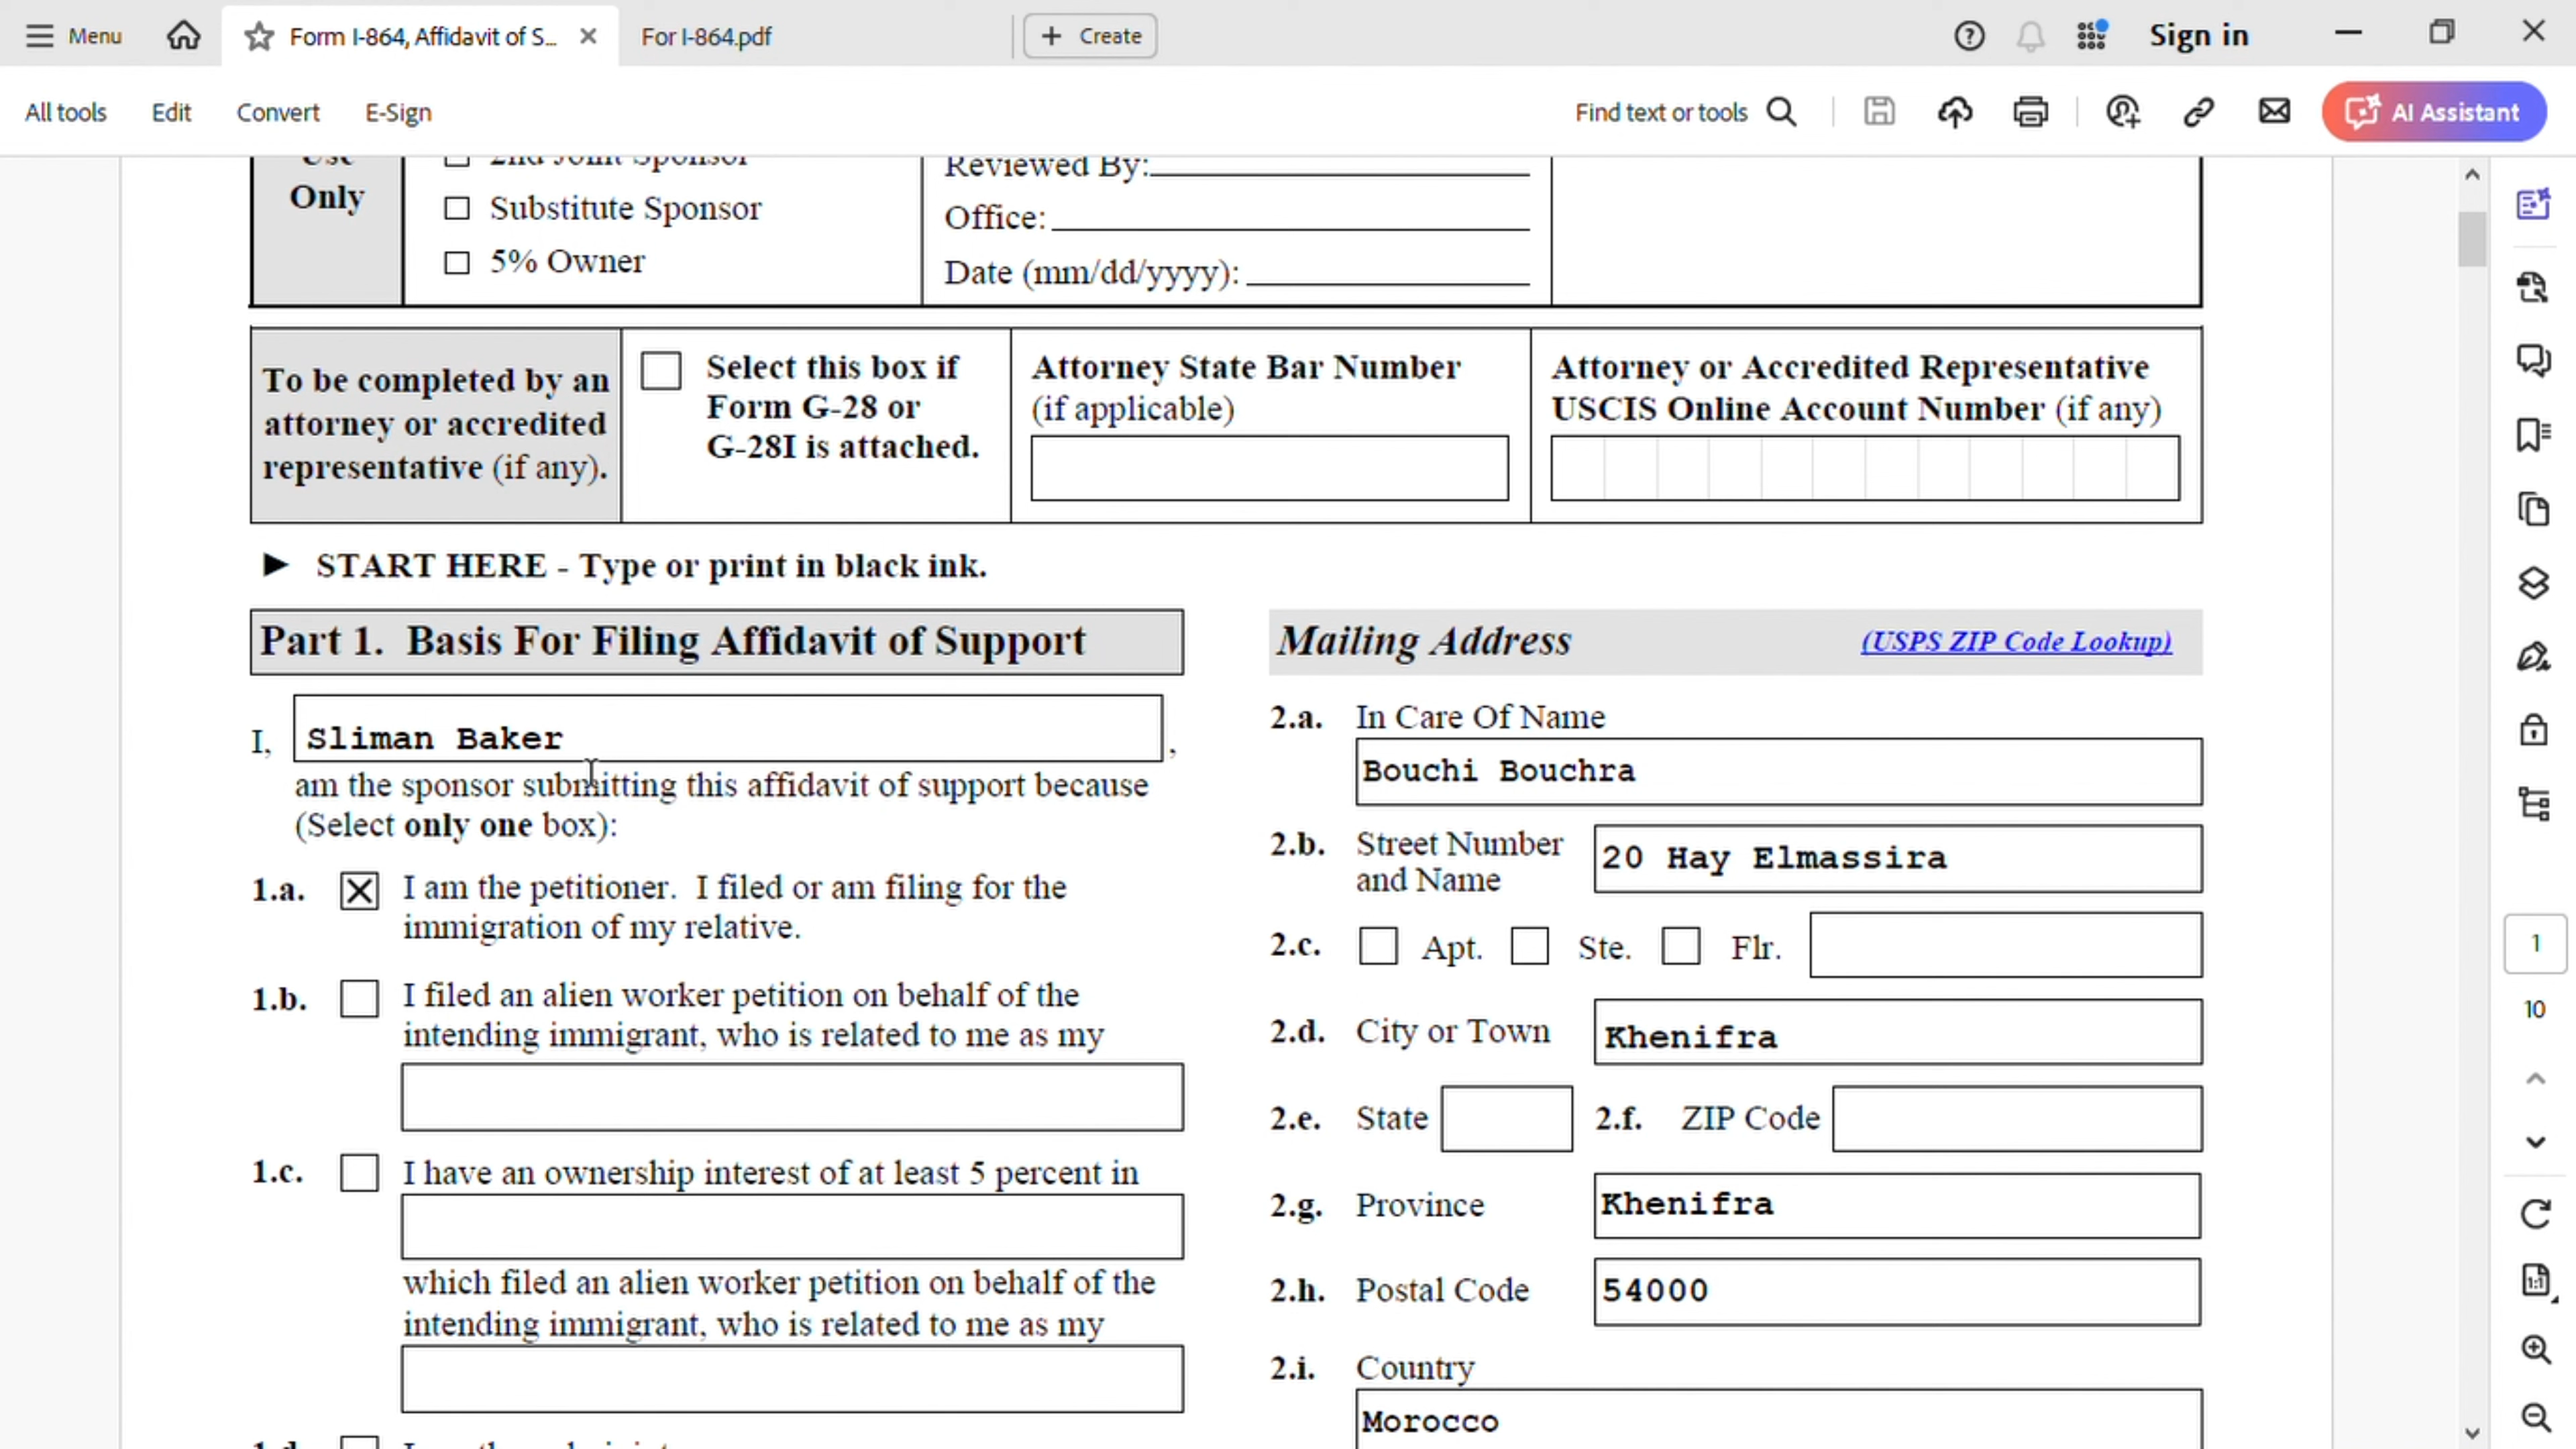 Menu
Form I-864, Affidavit of S...
For I-864.pdf
Create
Sign in
All tools
Edit
Convert
E-Sign
Find text or tools
AI Assistant
Use
Only
2nd Joint Sponsor
Substitute Sponsor
5% Owner
Reviewed By:
Office:
Date (mm/dd/yyyy):
To be completed by an
attorney or accredited
representative (if any).
Select this box if
Form G-28 or
G-28I is attached.
Attorney State Bar Number
(if applicable)
Attorney or Accredited Representative
USCIS Online Account Number (if any)
► START HERE - Type or print in black ink.
Part 1. Basis For Filing Affidavit of Support
I, Sliman Baker ,
am the sponsor submitting this affidavit of support because
(Select only one box):
1.a. X I am the petitioner. I filed or am filing for the
immigration of my relative.
1.b. I filed an alien worker petition on behalf of the
intending immigrant, who is related to me as my
1.c. I have an ownership interest of at least 5 percent in
which filed an alien worker petition on behalf of the
intending immigrant, who is related to me as my
Mailing Address (USPS ZIP Code Lookup)
2.a. In Care Of Name
Bouchi Bouchra
2.b. Street Number
and Name
20 Hay Elmassira
2.c. Apt. Ste. Flr.
2.d. City or Town Khenifra
2.e. State 2.f. ZIP Code
2.g. Province Khenifra
2.h. Postal Code 54000
2.i. Country
Morocco
1
10